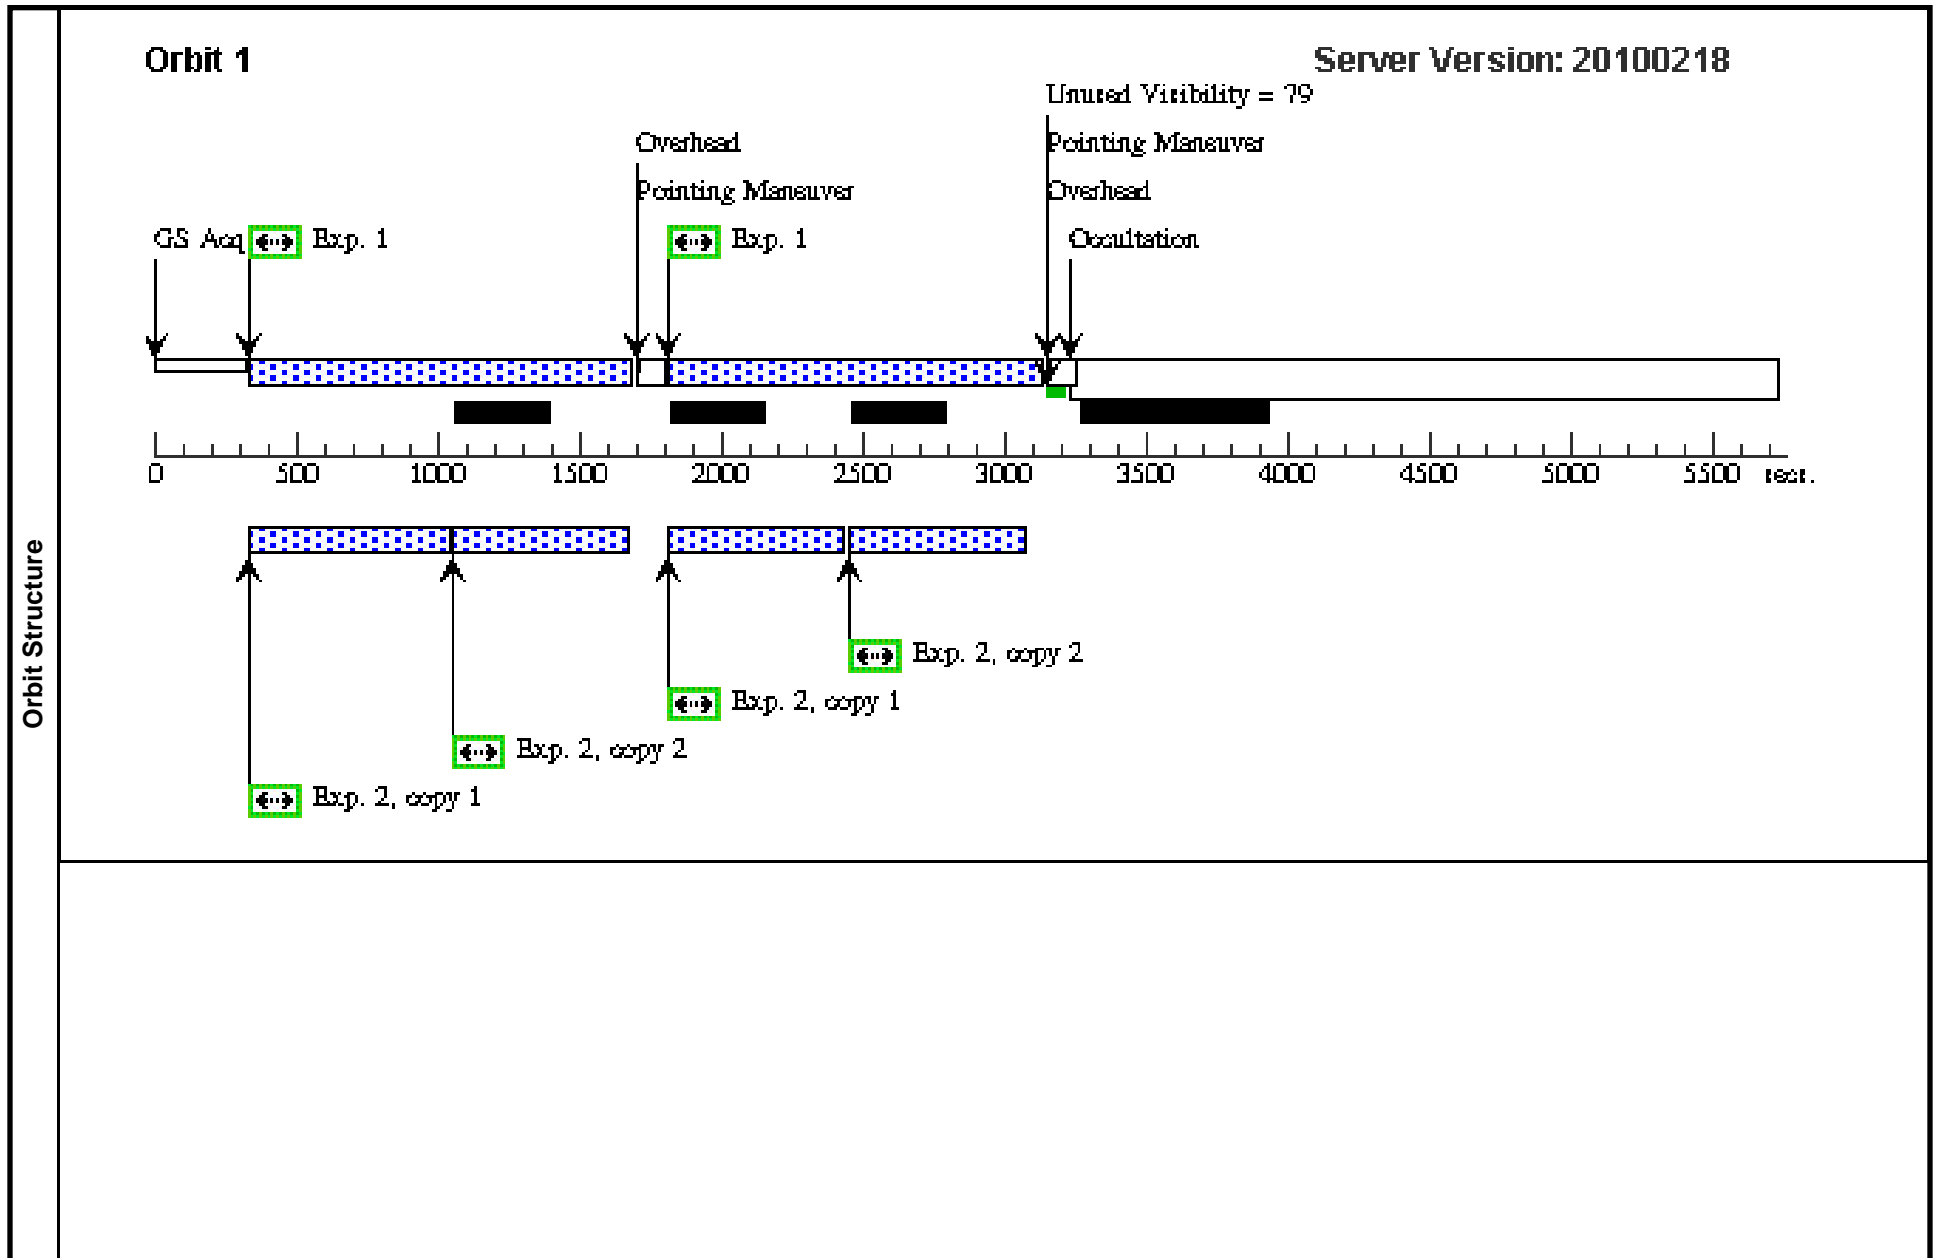 Orbit 1
Server Version: 20100218
Unused Visibility = 79
Overhead
Pointing Maneuver
Pointing Maneuver
Overhead
GS Acq
Exp. 1
Exp. 1
Occultation
0 500 1000 1500 2000 2500 3000 3500 4000 4500 5000 5500 secs.
Exp. 2, copy 2
Exp. 2, copy 1
Exp. 2, copy 2
Exp. 2, copy 1
Orbit Structure